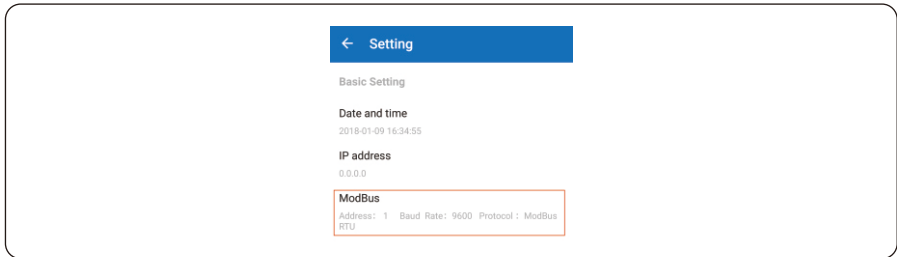 Setting
Basic Setting
Date and time
2018-01-09 16:34:55
IP address
0.0.0.0
ModBus
Address: 1 Baud Rate: 9600 Protocol: ModBus
RTU